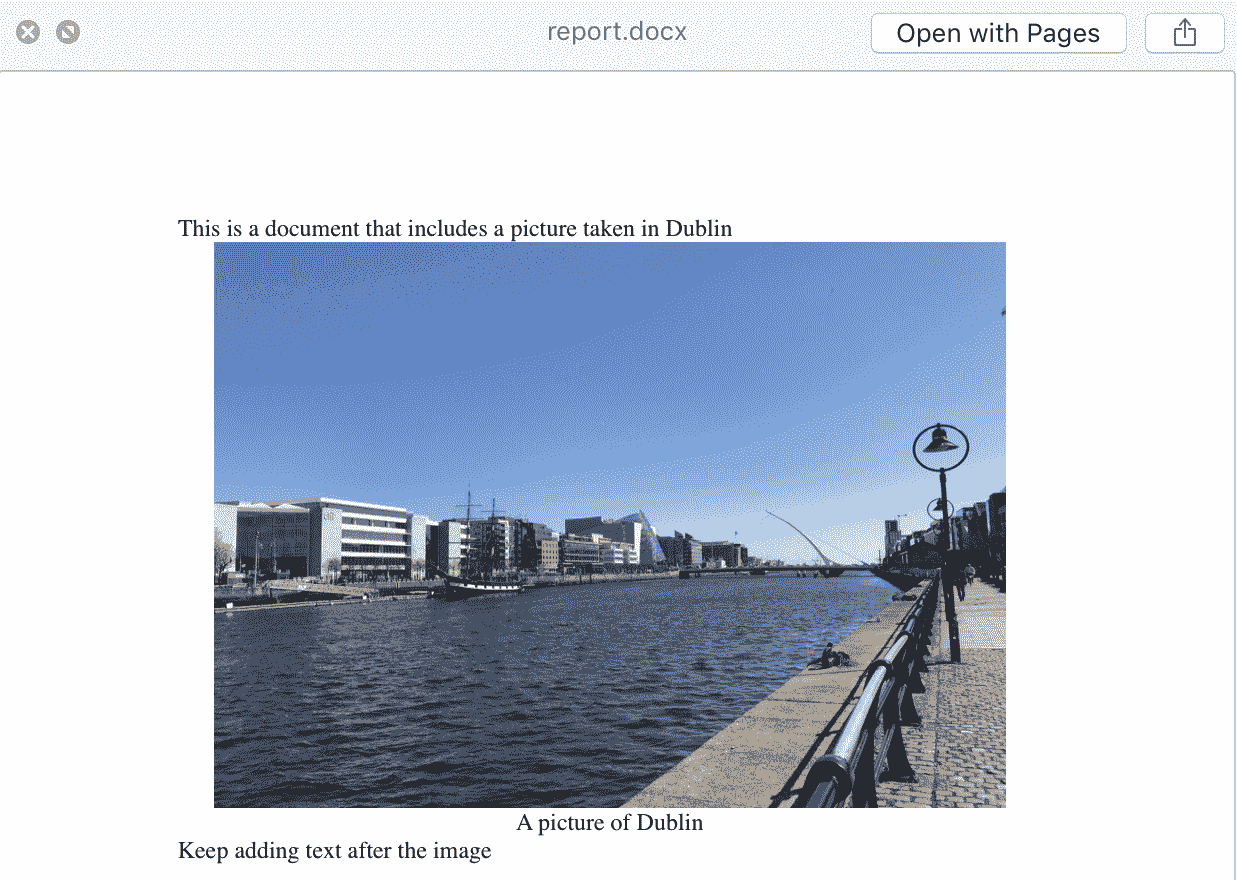 report.docx
Open with Pages
This is a document that includes a picture taken in Dublin
A picture of Dublin
Keep adding text after the image